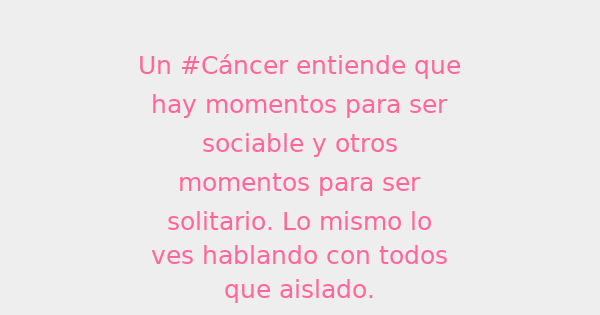 Un #Cáncer entiende que
hay momentos para ser
sociable y otros
momentos para ser
solitario. Lo mismo lo
ves hablando con todos
que aislado.